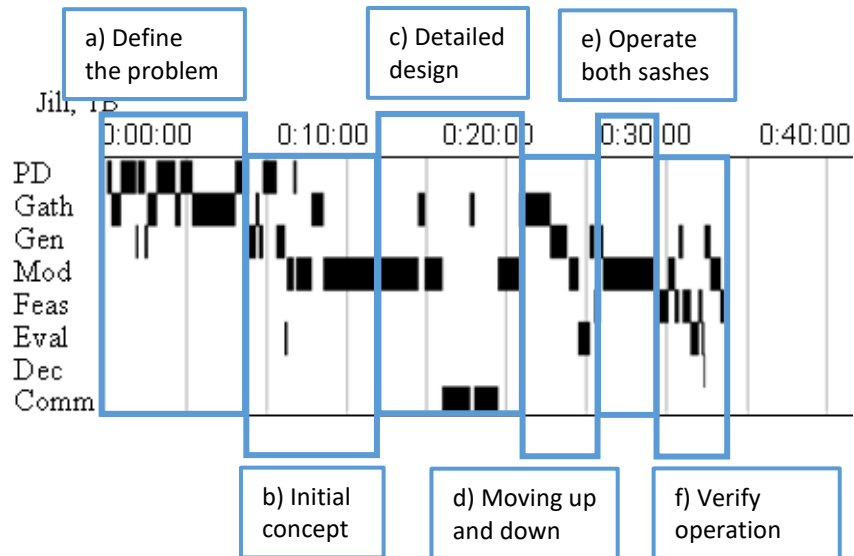 a) Define
the problem
c) Detailed
design
e) Operate
both sashes
Jill,
0:00:00 0:10:00 0:20:00 0:30:00 0:40:00
PD
Gath
Gen
Mod
Feas
Eval
Dec
Comm
b) Initial
concept
d) Moving up
and down
f) Verify
operation